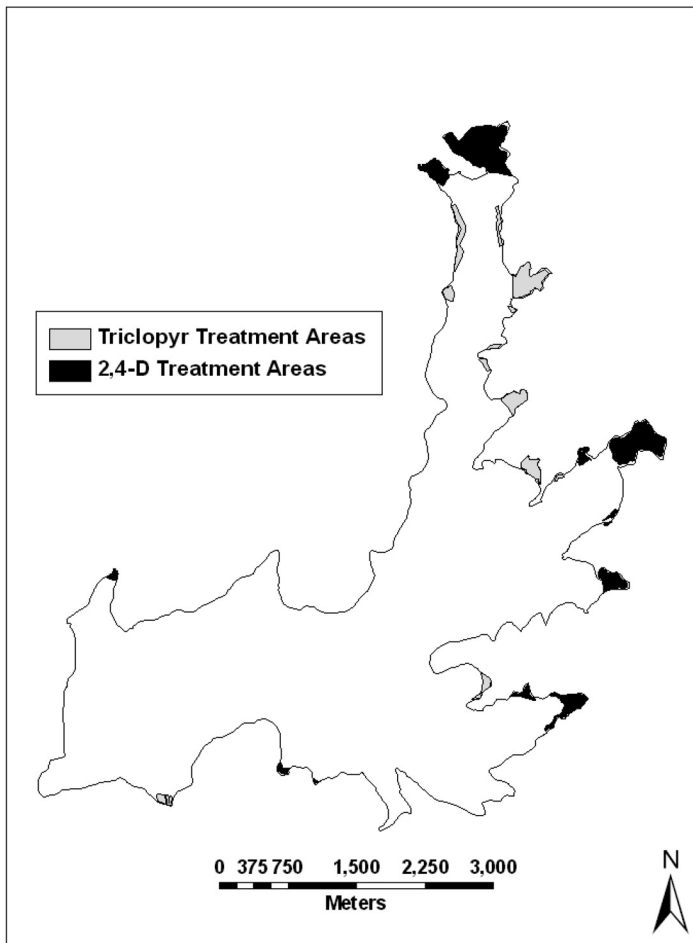 Triclopyr Treatment Areas
2,4-D Treatment Areas
0 375 750 1,500 2,250 3,000
Meters
N